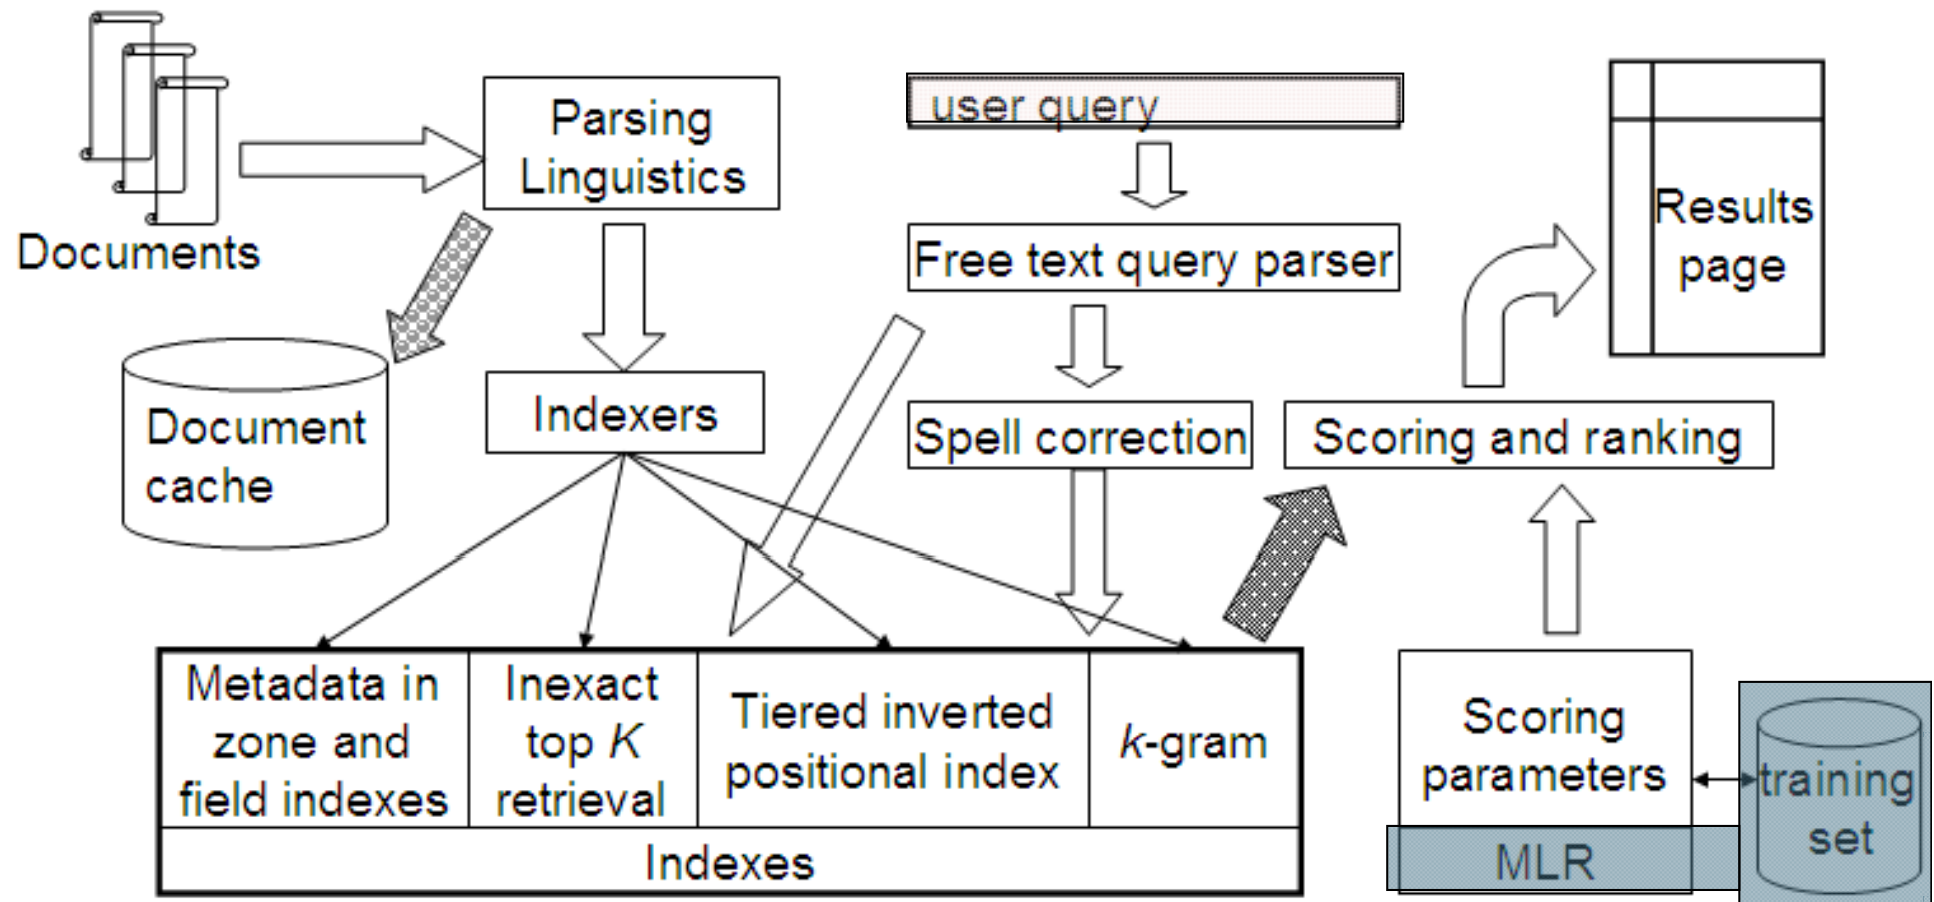 Documents
Parsing
Linguistics
user query
Free text query parser
Results
page
Document
cache
Indexers
Spell correction
Scoring and ranking
Metadata in
zone and
field indexes
Inexact
top K
retrieval
Tiered inverted
positional index
k-gram
Indexes
Scoring
parameters
MLR
training
set